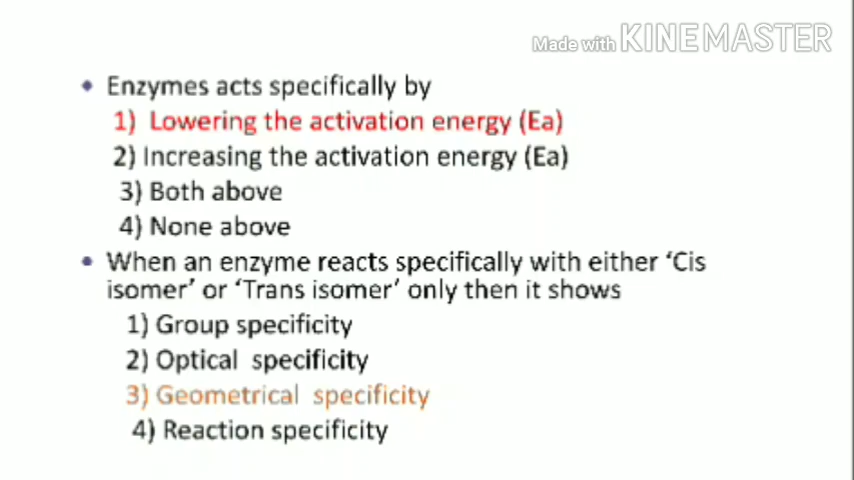 Made with KINEMASTER
• Enzymes acts specifically by
1) Lowering the activation energy (Ea)
2) Increasing the activation energy (Ea)
3) Both above
4) None above
• When an enzyme reacts specifically with either ‘Cis
isomer’ or ‘Trans isomer’ only then it shows
1) Group specificity
2) Optical specificity
3) Geometrical specificity
4) Reaction specificity